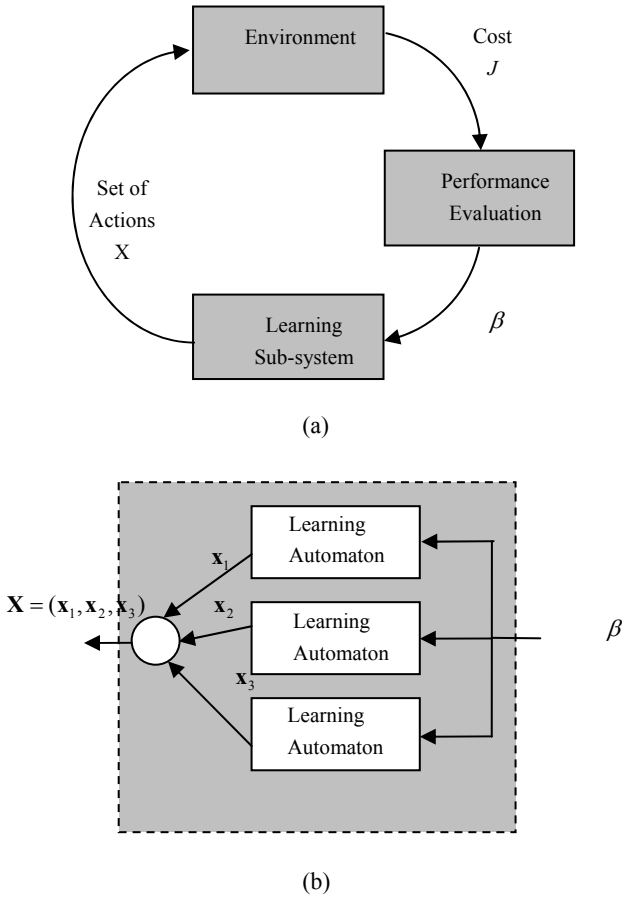 Environment
Cost
J
Performance
Evaluation
Set of
Actions
X
β
Learning
Sub-system
(a)
Learning
Automaton
x₁
X = (x₁, x₂, x₃)
x₂
Learning
Automaton
β
x₃
Learning
Automaton
(b)